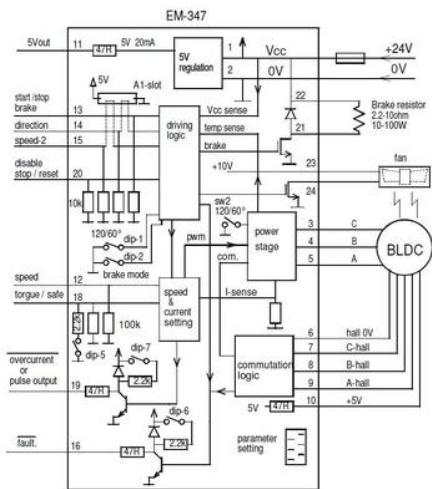 EM-347
5Vout
11
47R
5V 20mA
5V
regulation
1
Vcc
+24V
2
0V
0V
5V
A1-slot
22
Brake resistor
2.2-10ohm
10-100W
start /stop
brake
13
direction
14
speed-2
15
driving
logic
Vcc sense
temp sense
brake
21
disable
stop / reset
20
+10V
23
fan
24
10k
120/60°
dip-1
dip-2
brake mode
sw2
120/60°
pwm
power
stage
3
C
4
B
5
A
BLDC
com.
speed
12
torgue / safe
18
speed
&
current
setting
I-sense
2.2k
100k
dip-5
commutation
logic
6
hall 0V
7
C-hall
8
B-hall
9
A-hall
5V
47R
10
+5V
overcurrent
or pulse output
19
47R
dip-7
2.2k
dip-6
2.2k
fault.
16
47R
parameter
setting